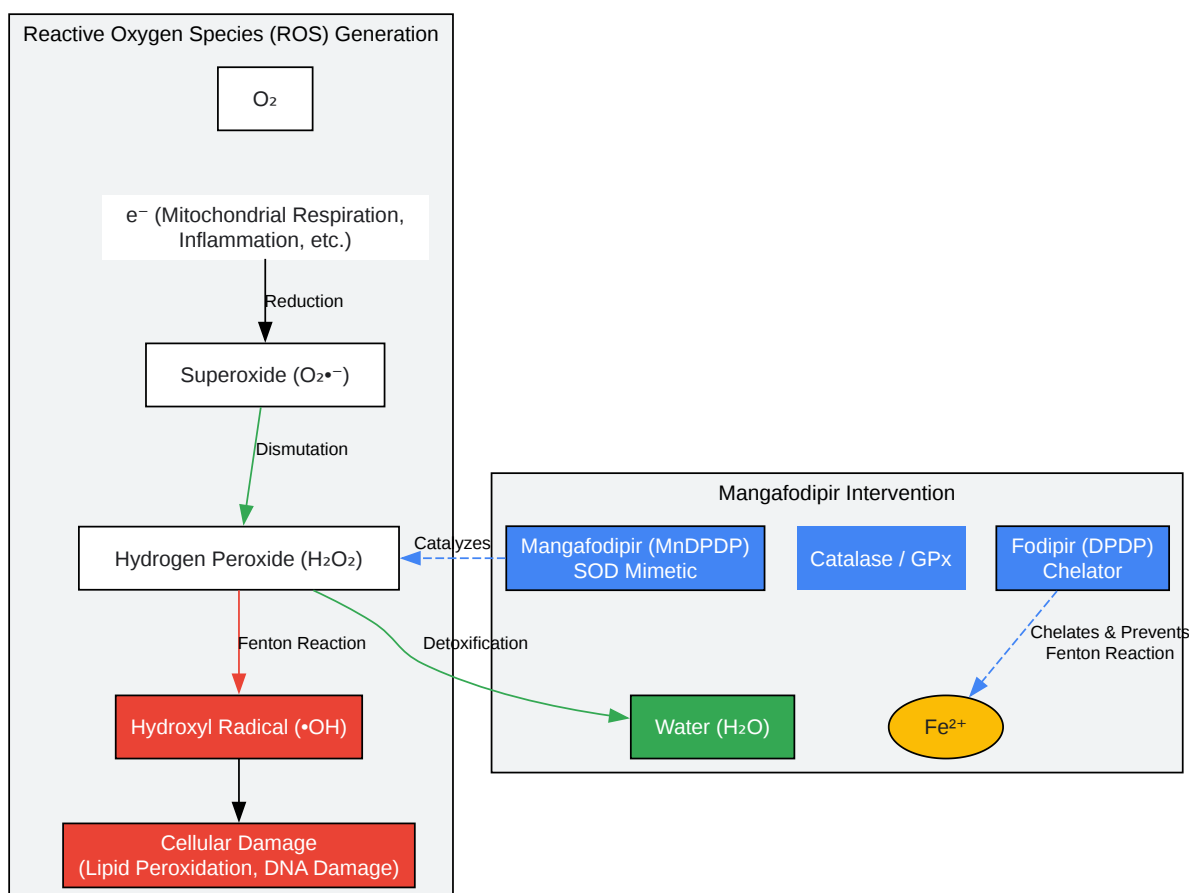 Reactive Oxygen Species (ROS) Generation
O₂
e⁻ (Mitochondrial Respiration,
Inflammation, etc.)
Reduction
Superoxide (O₂•⁻)
Dismutation
Hydrogen Peroxide (H₂O₂)
Fenton Reaction
Detoxification
Hydroxyl Radical (•OH)
Cellular Damage
(Lipid Peroxidation, DNA Damage)
Mangafodipir Intervention
Catalyzes
Mangafodipir (MnDPDP)
SOD Mimetic
Catalase / GPx
Fodipir (DPDP)
Chelator
Chelates & Prevents
Fenton Reaction
Water (H₂O)
Fe²⁺